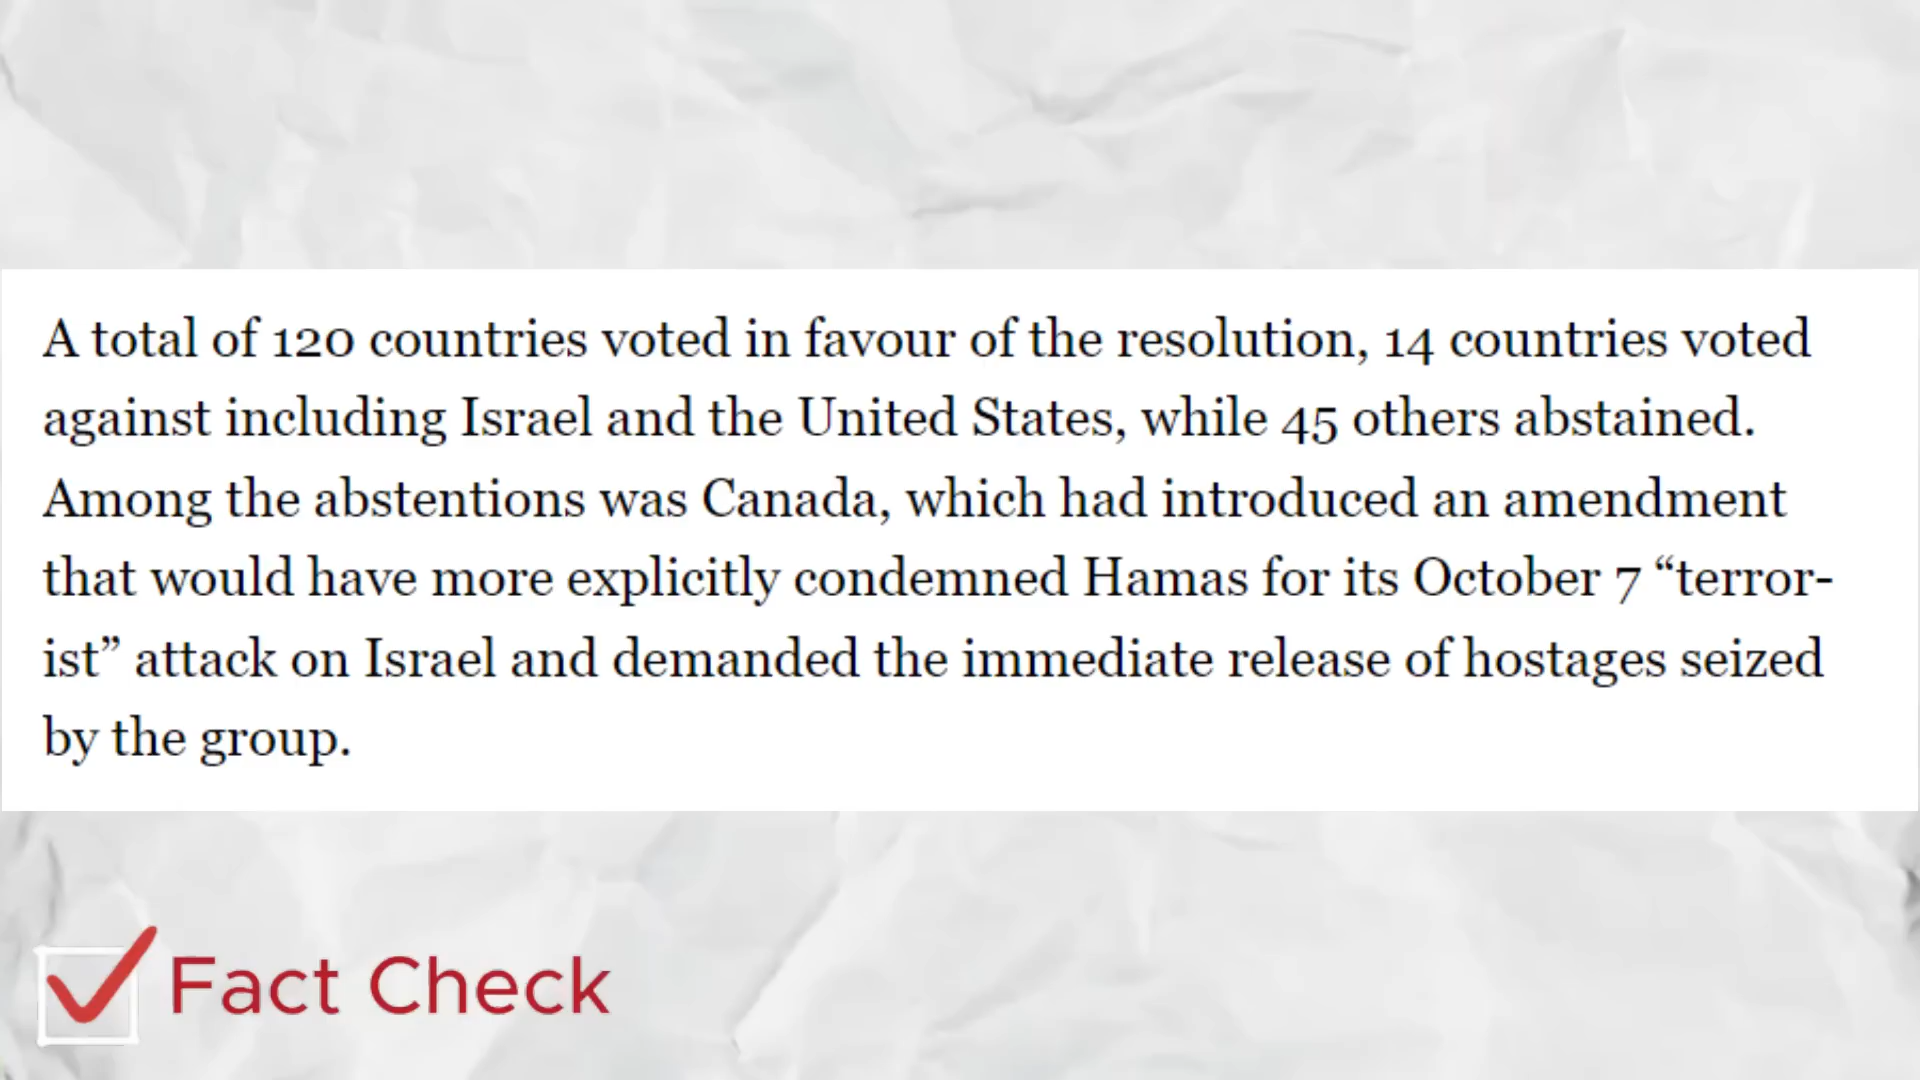 A total of 120 countries voted in favour of the resolution, 14 countries voted
against including Israel and the United States, while 45 others abstained.
Among the abstentions was Canada, which had introduced an amendment
that would have more explicitly condemned Hamas for its October 7 “terror-
ist” attack on Israel and demanded the immediate release of hostages seized
by the group.
Fact Check